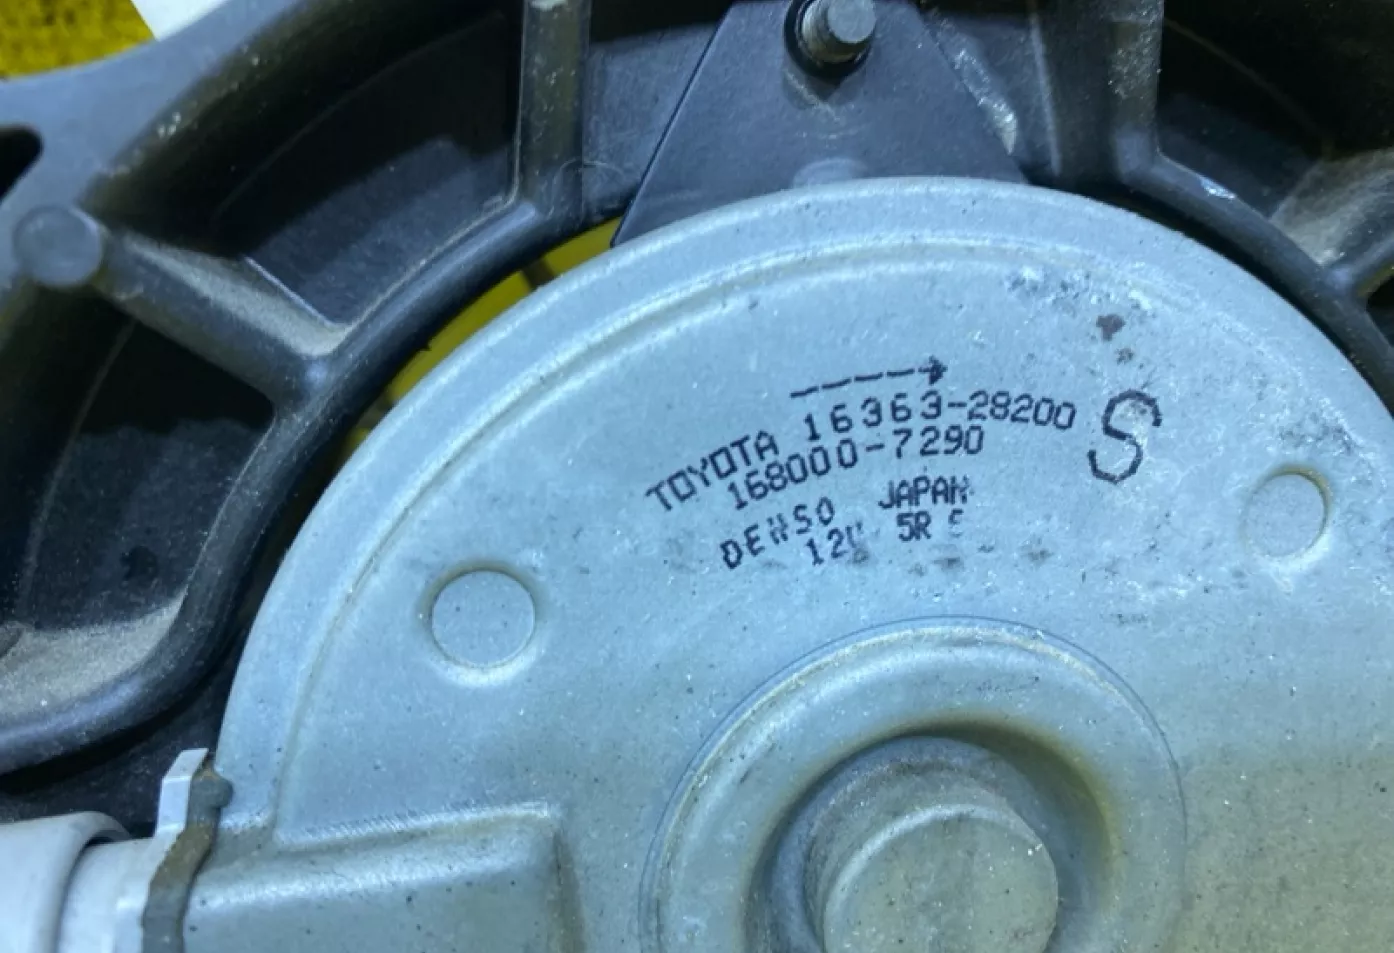 TOYOTA 16363-28200 S
168000-7290
DENSO JAPAN
12V 5R